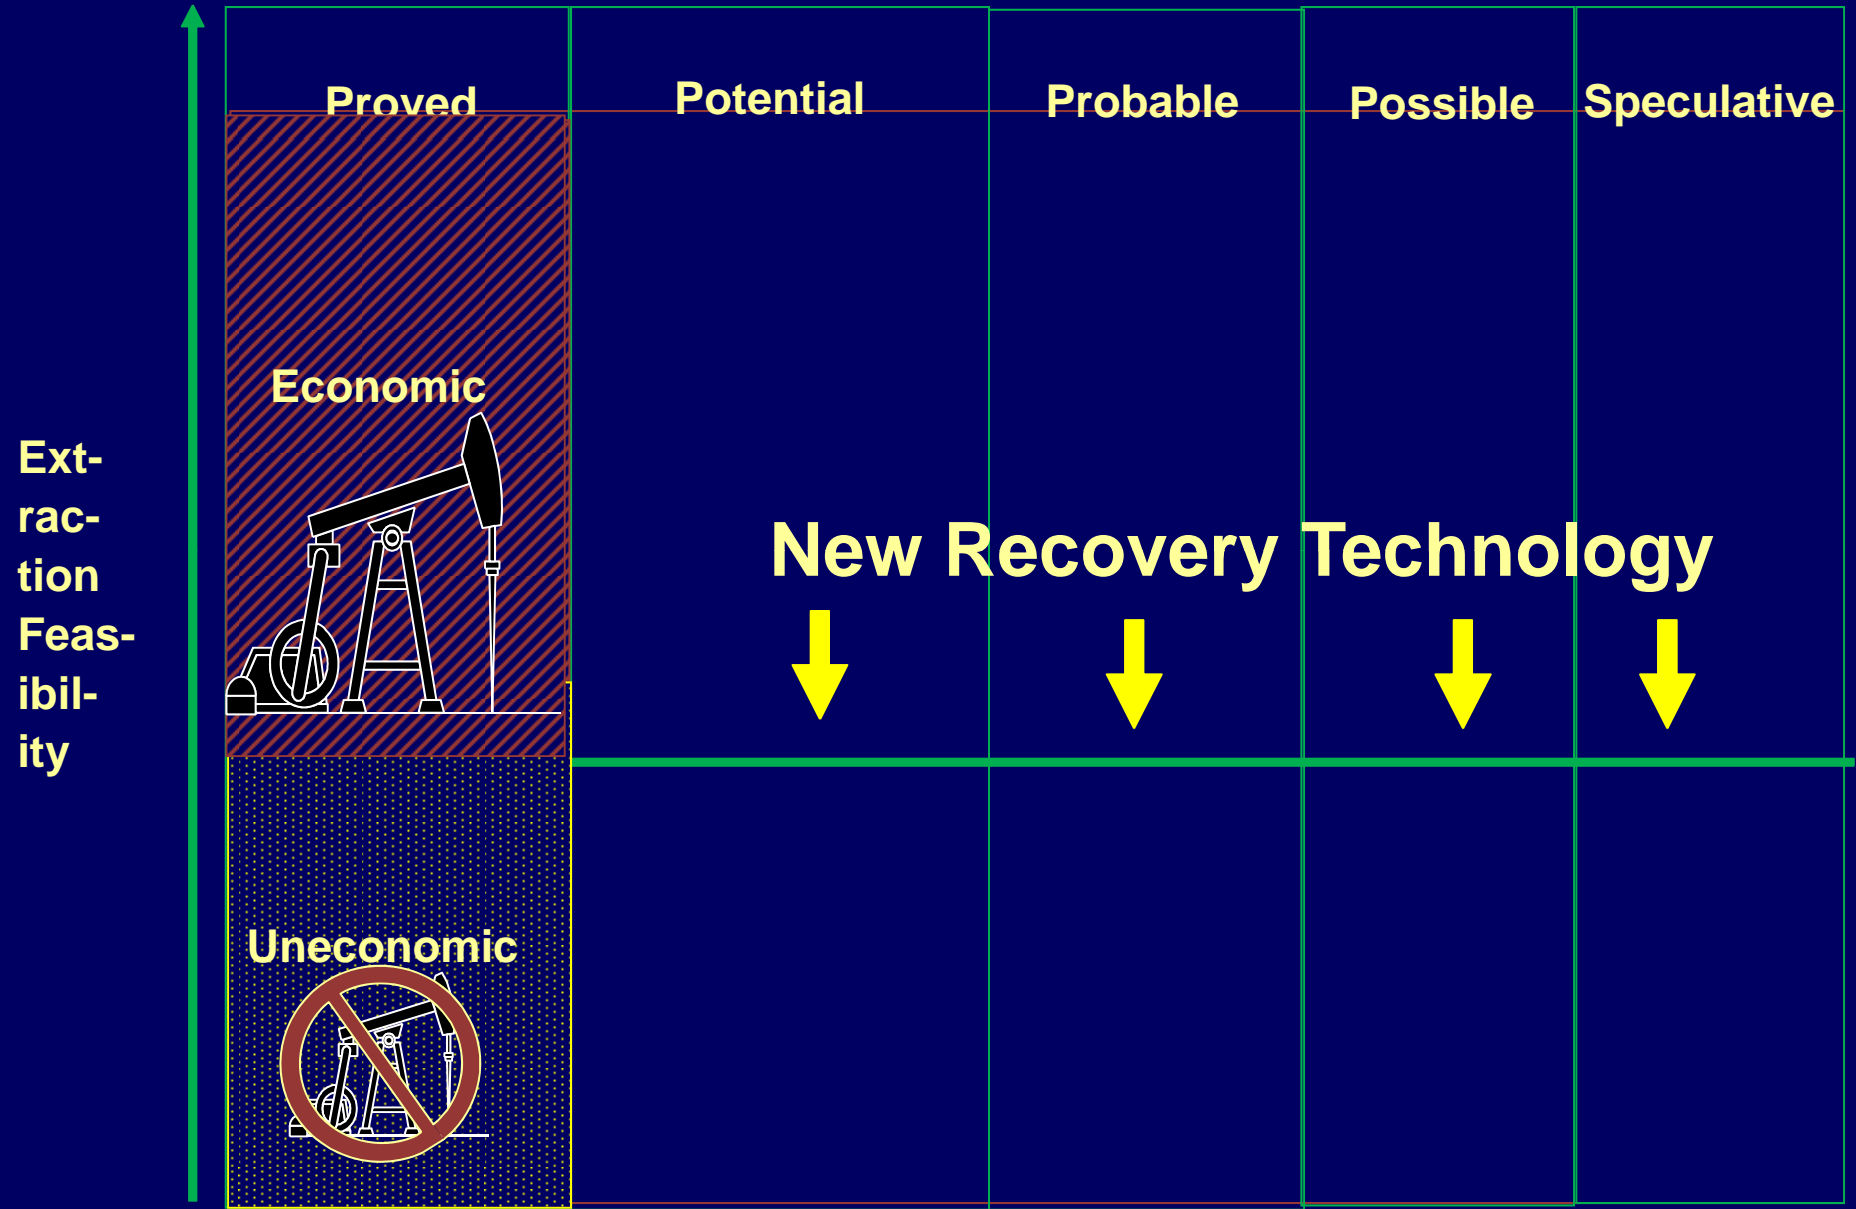 Proved
Potential
Probable
Possible
Speculative
Economic
Ext-
rac-
tion
Feas-
ibil-
ity
New Recovery Technology
Uneconomic